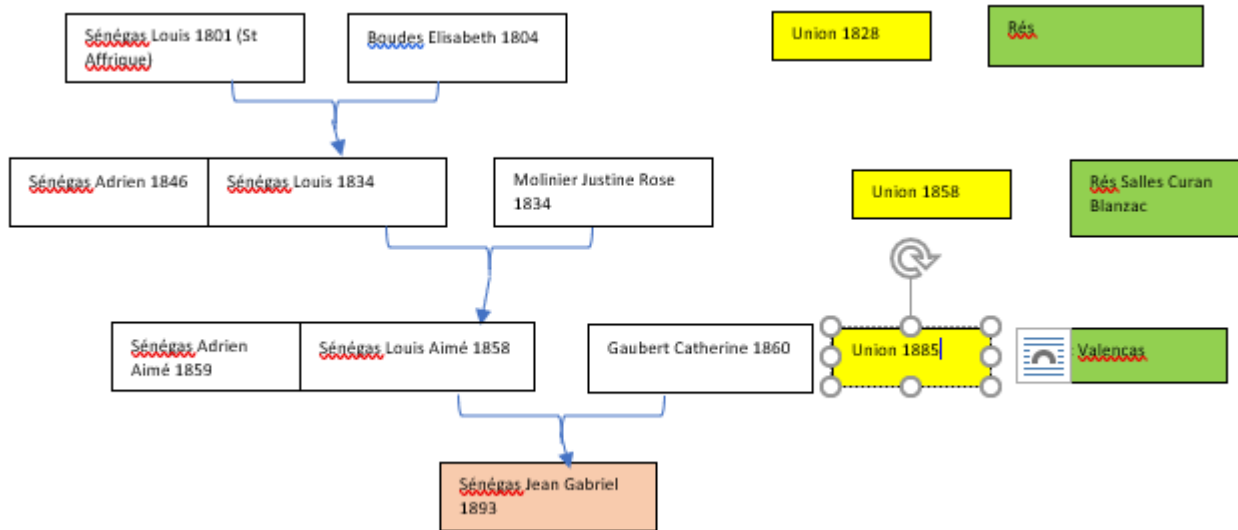 Sénégas Louis 1801 (St
Affrique)
Boudes Elisabeth 1804
Union 1828
Rés
Sénégas Adrien 1846
Sénégas Louis 1834
Molinier Justine Rose
1834
Union 1858
Rés Salles Curan
Blanzac
Sénégas Adrien
Aimé 1859
Sénégas Louis Aimé 1858
Gaubert Catherine 1860
Union 1885
: Valencas
Sénégas Jean Gabriel
1893